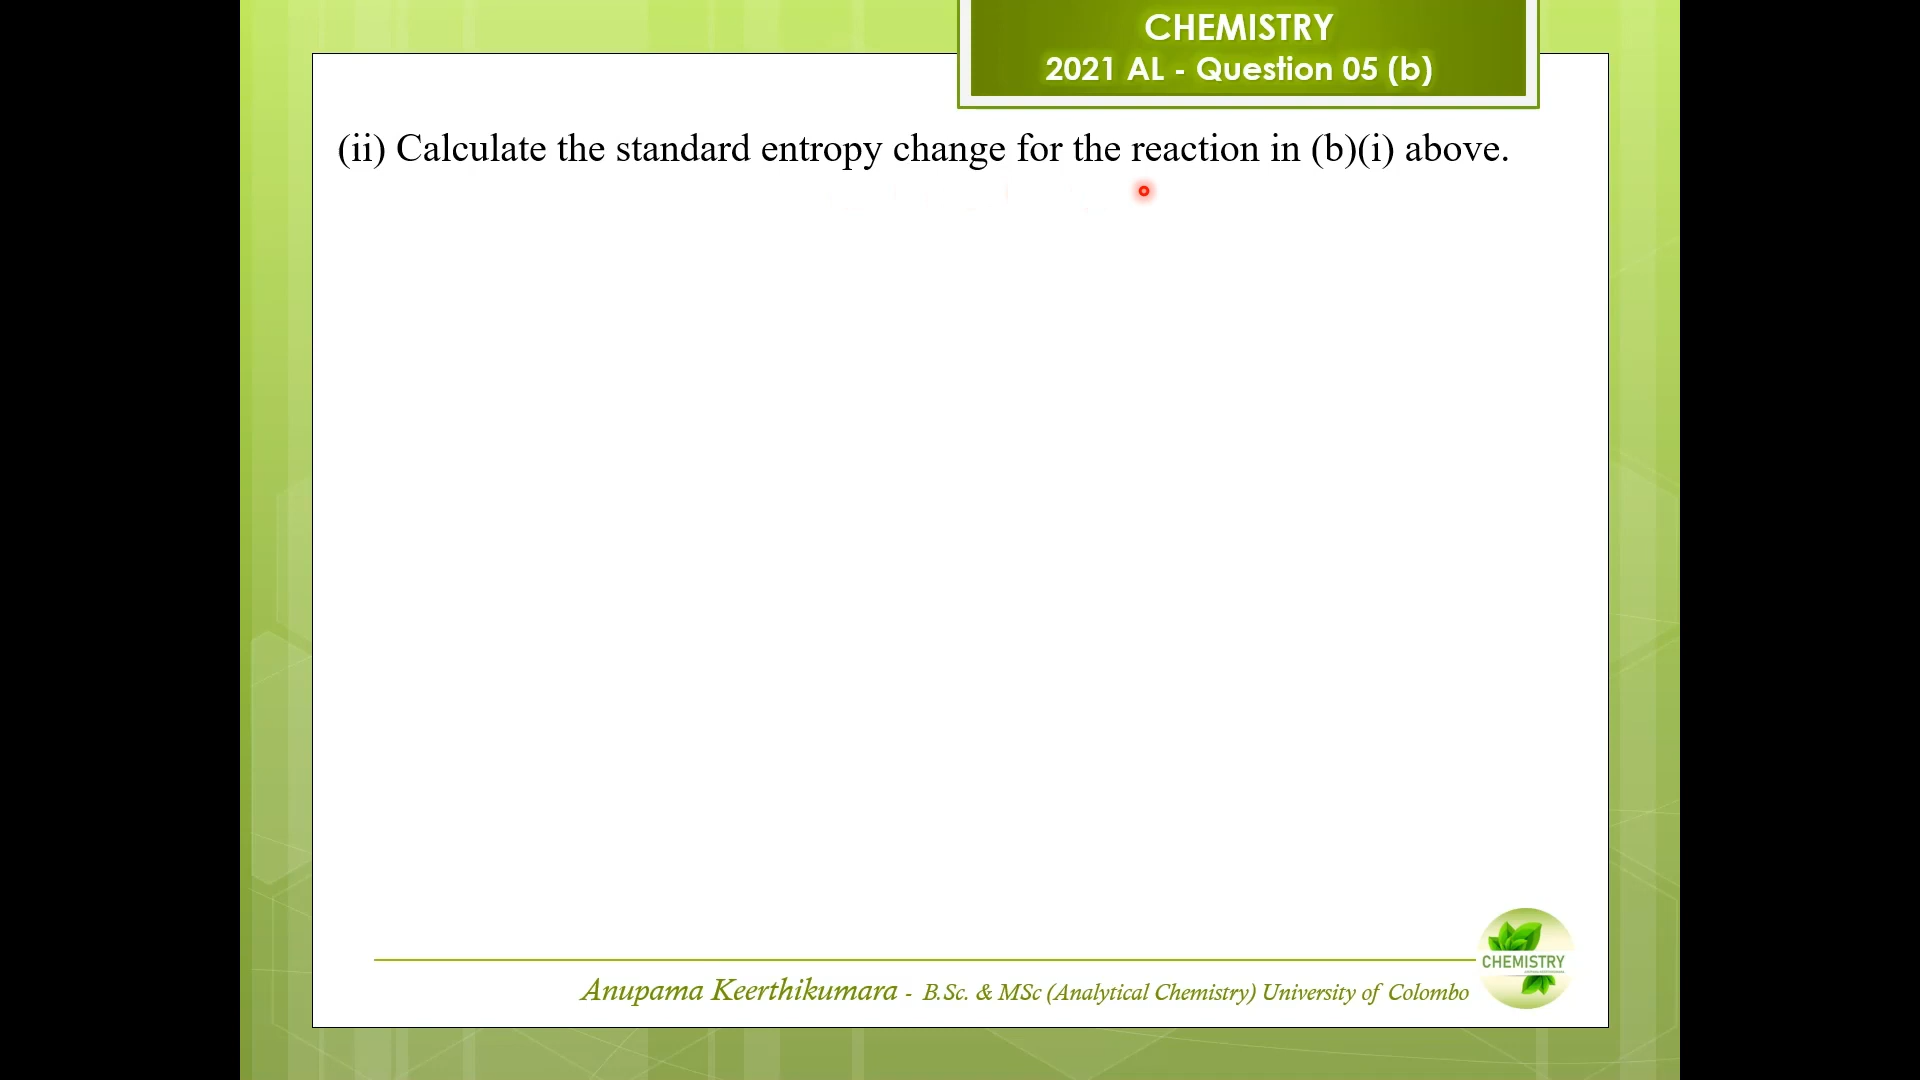 CHEMISTRY
2021 AL - Question 05 (b)
(ii) Calculate the standard entropy change for the reaction in (b)(i) above.
CHEMISTRY
Anupama Keerthikumara - B.Sc. & MSc (Analytical Chemistry) University of Colombo